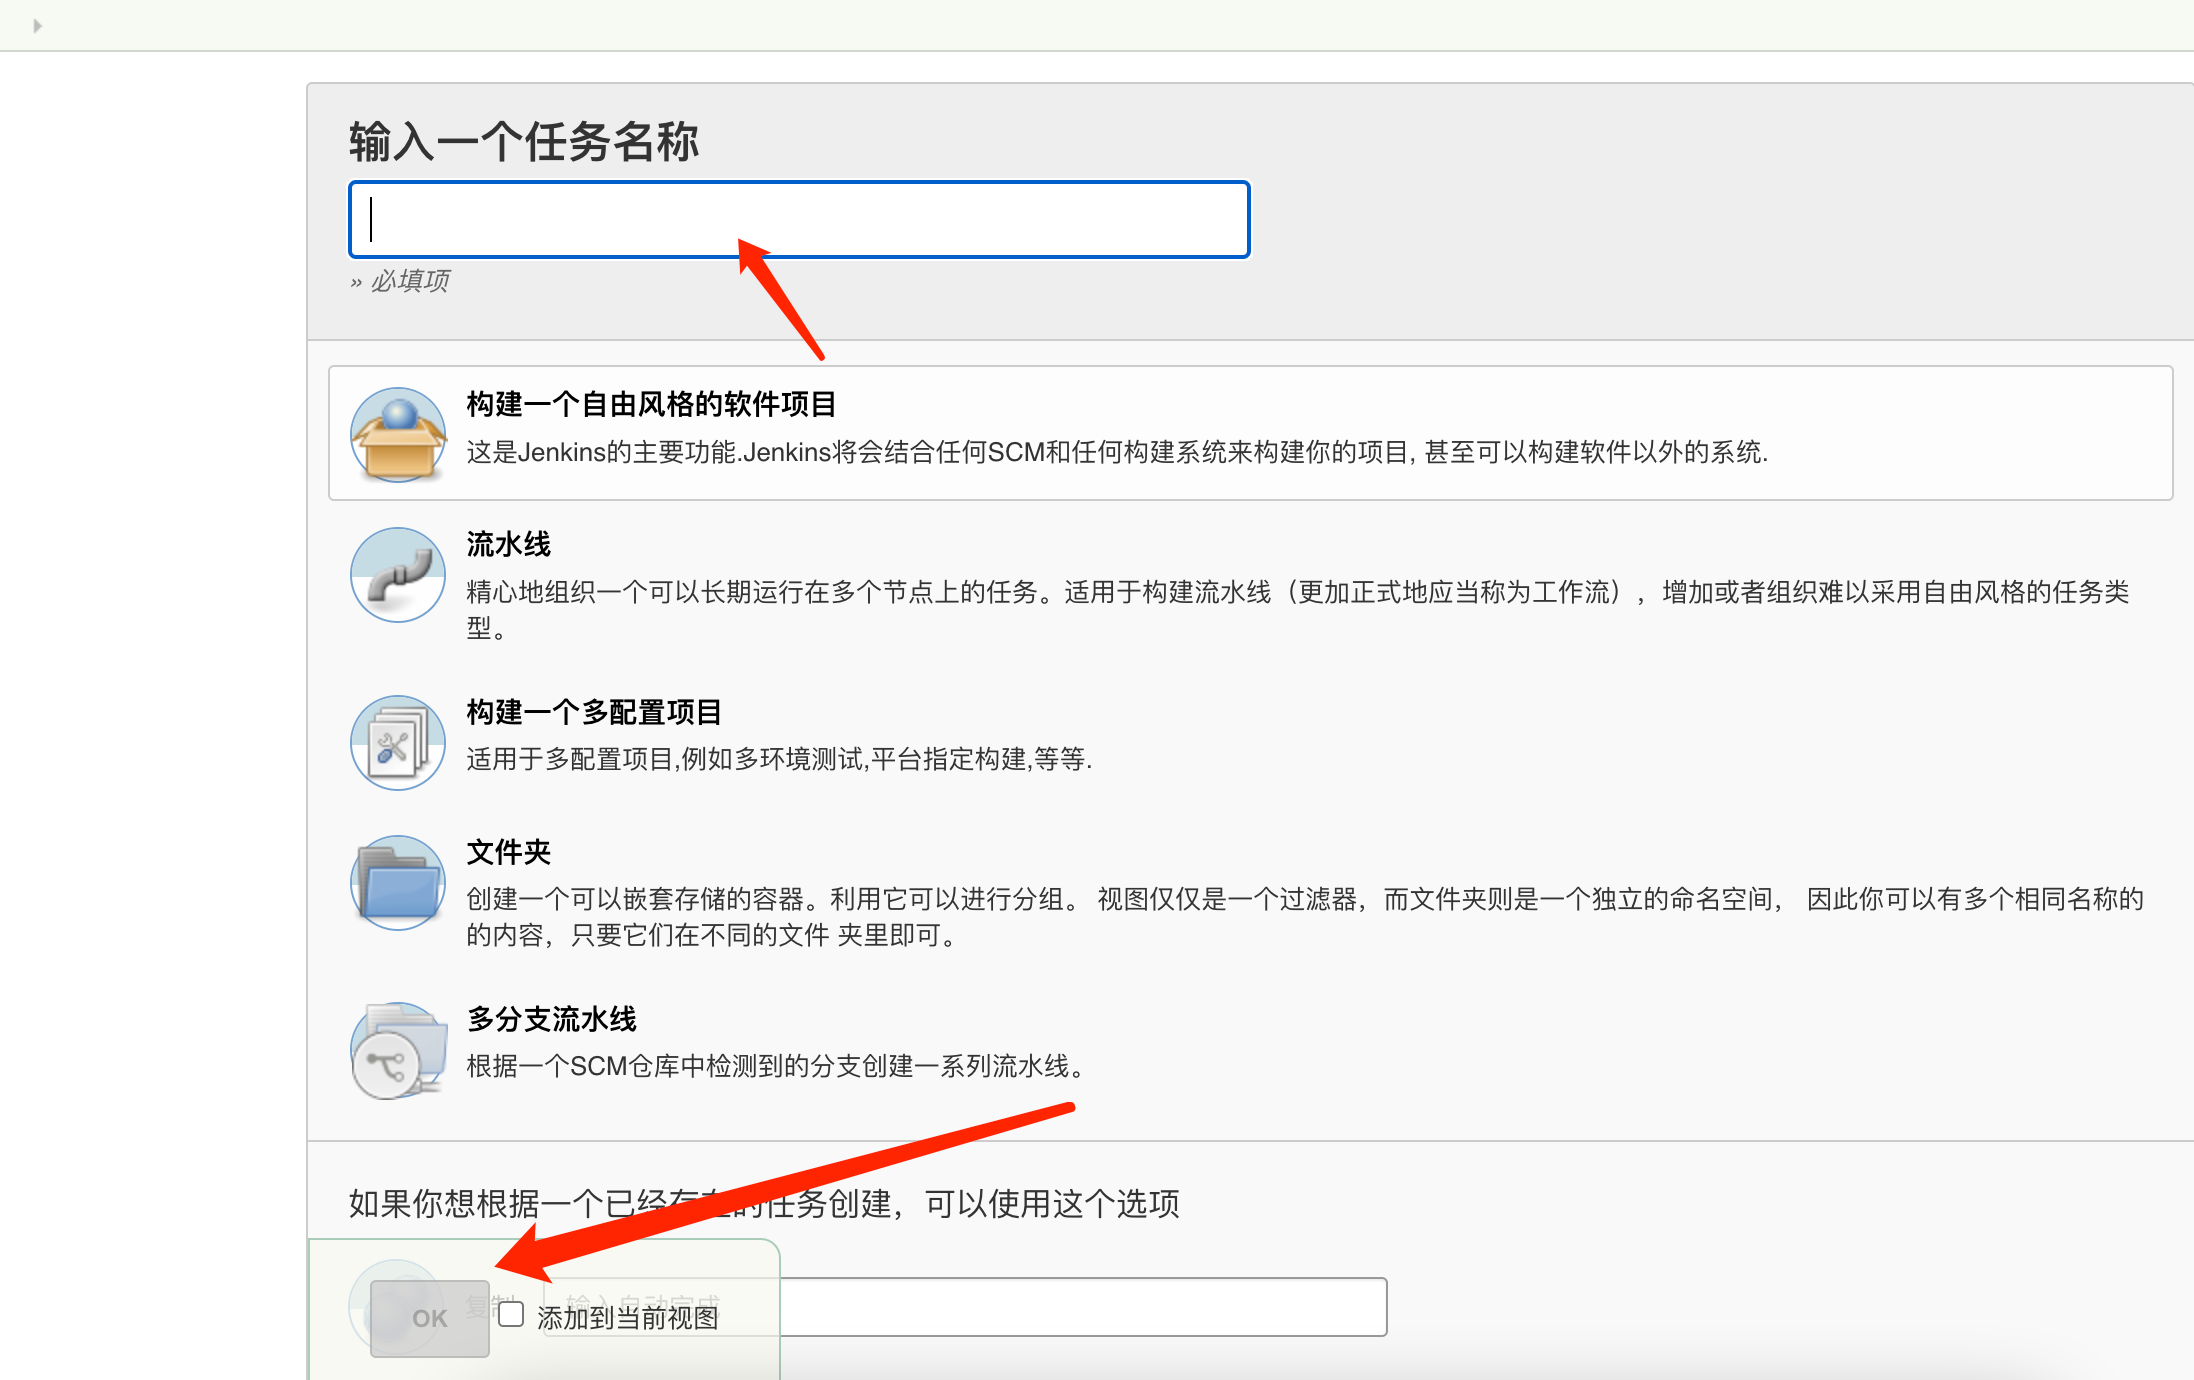 输入一个任务名称
» 必填项
构建一个自由风格的软件项目
这是Jenkins的主要功能.Jenkins将会结合任何SCM和任何构建系统来构建你的项目, 甚至可以构建软件以外的系统.
流水线
精心地组织一个可以长期运行在多个节点上的任务。适用于构建流水线（更加正式地应当称为工作流），增加或者组织难以采用自由风格的任务类
型。
构建一个多配置项目
适用于多配置项目,例如多环境测试,平台指定构建,等等.
文件夹
创建一个可以嵌套存储的容器。利用它可以进行分组。 视图仅仅是一个过滤器，而文件夹则是一个独立的命名空间， 因此你可以有多个相同名称的
的内容，只要它们在不同的文件 夹里即可。
多分支流水线
根据一个SCM仓库中检测到的分支创建一系列流水线。
如果你想根据一个已经存在的任务创建，可以使用这个选项
复制 输入自动完成
OK 添加到当前视图